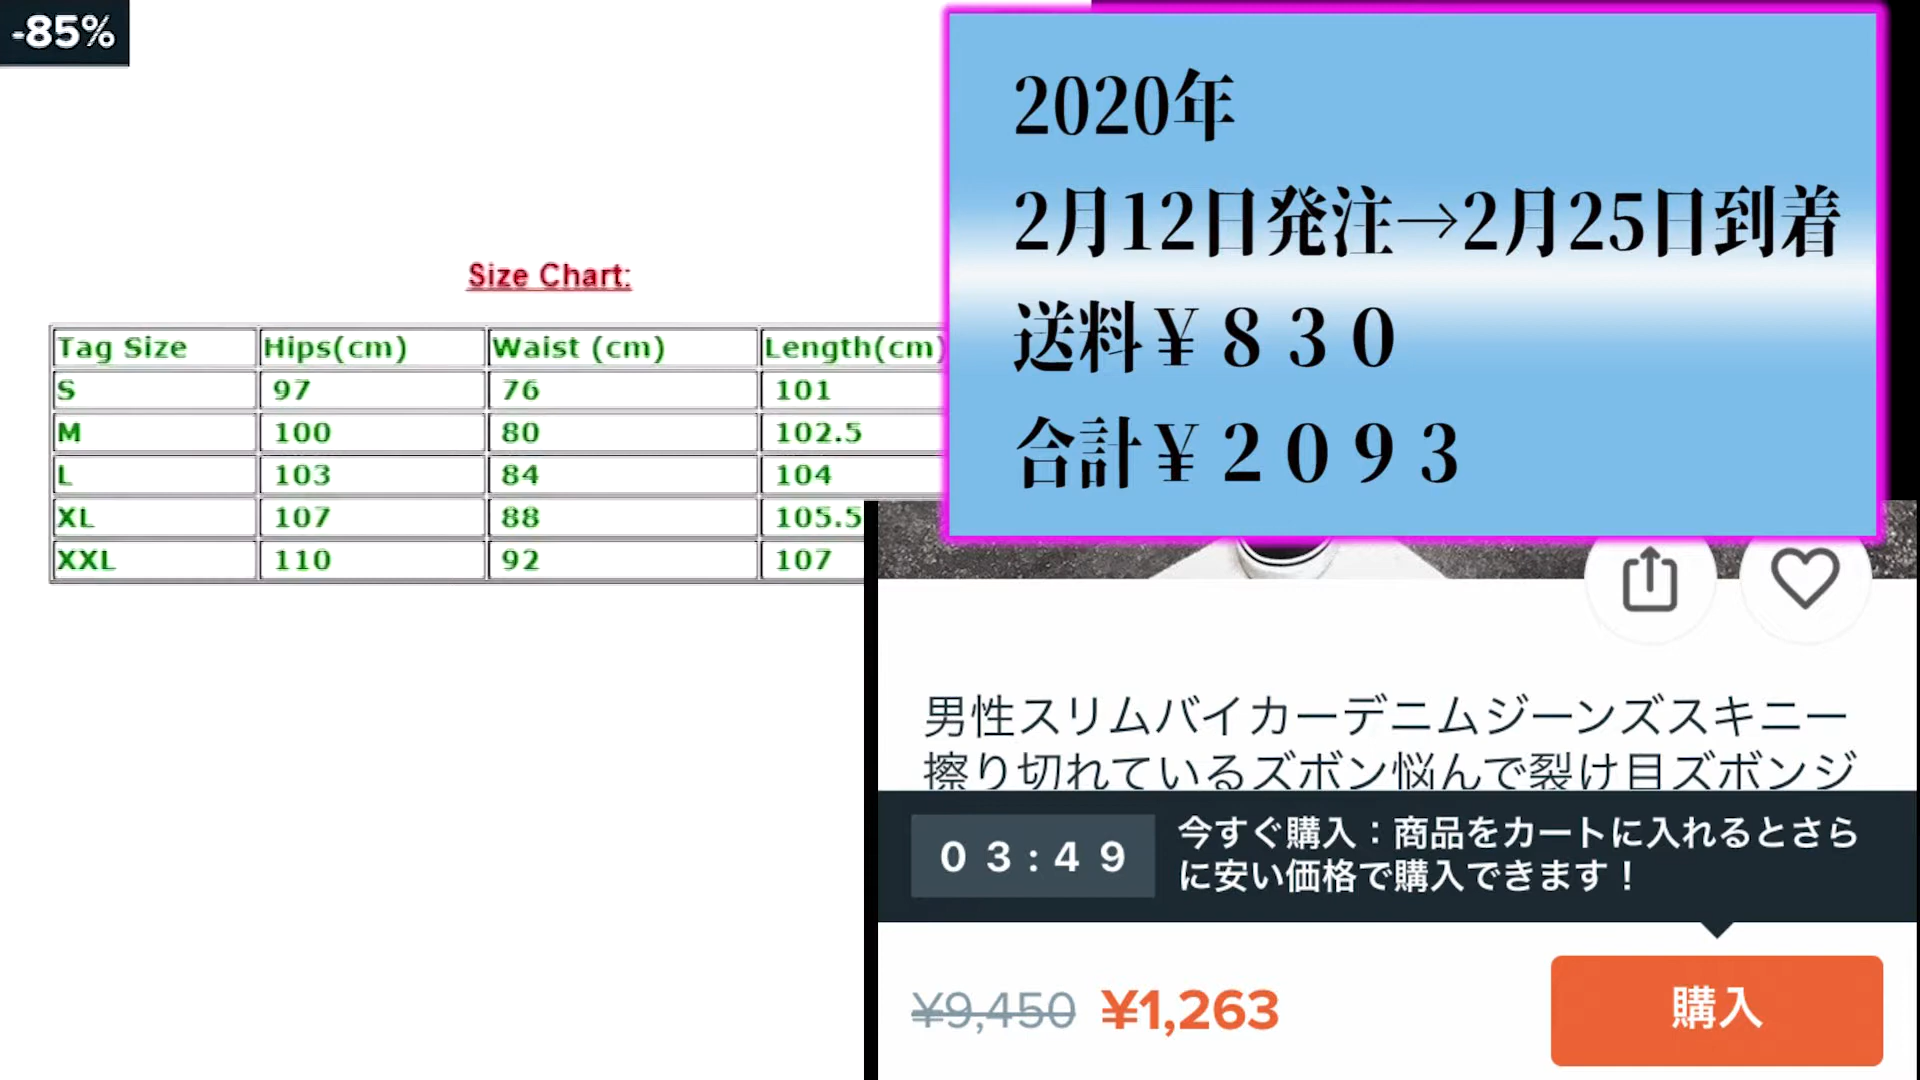 -85%
Size Chart:
Tag Size Hips(cm) Waist (cm) Length(cm)
S 97 76 101
M 100 80 102.5
L 103 84 104
XL 107 88 105.5
XXL 110 92 107
2020年
2月12日発注→2月25日到着
送料￥８３０
合計￥２０９３
男性スリムバイカーデニムジーンズスキニー
擦り切れているズボン悩んで裂け目ズボンジ
03:49
今すぐ購入：商品をカートに入れるとさら
に安い価格で購入できます！
¥9,450 ¥1,263
購入